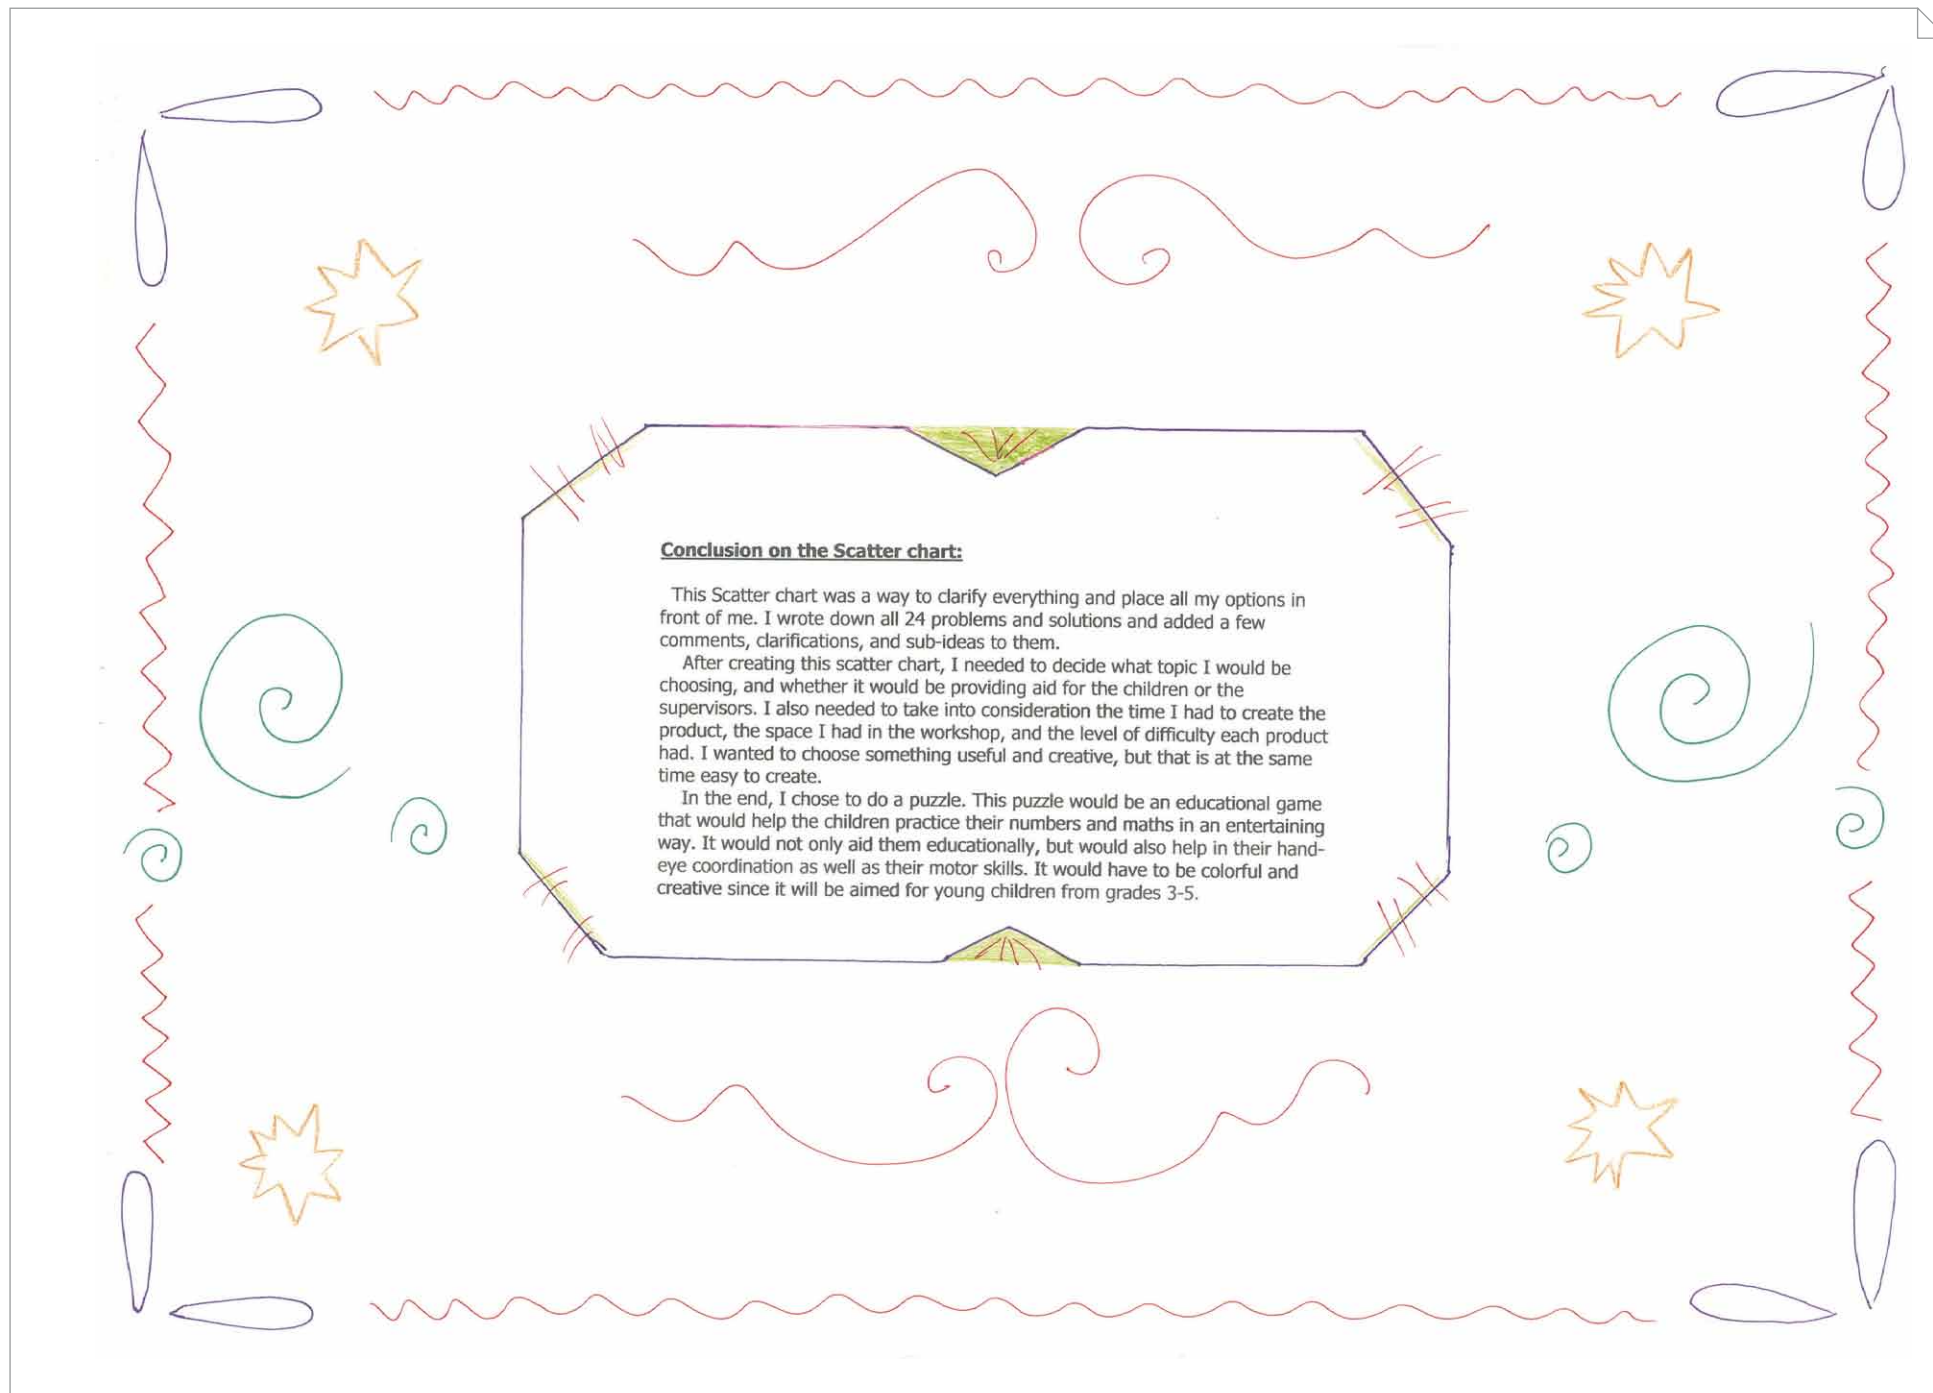 Conclusion on the Scatter chart:
This Scatter chart was a way to clarify everything and place all my options in
front of me. I wrote down all 24 problems and solutions and added a few
comments, clarifications, and sub-ideas to them.
After creating this scatter chart, I needed to decide what topic I would be
choosing, and whether it would be providing aid for the children or the
supervisors. I also needed to take into consideration the time I had to create the
product, the space I had in the workshop, and the level of difficulty each product
had. I wanted to choose something useful and creative, but that is at the same
time easy to create.
In the end, I chose to do a puzzle. This puzzle would be an educational game
that would help the children practice their numbers and maths in an entertaining
way. It would not only aid them educationally, but would also help in their hand-
eye coordination as well as their motor skills. It would have to be colorful and
creative since it will be aimed for young children from grades 3-5.